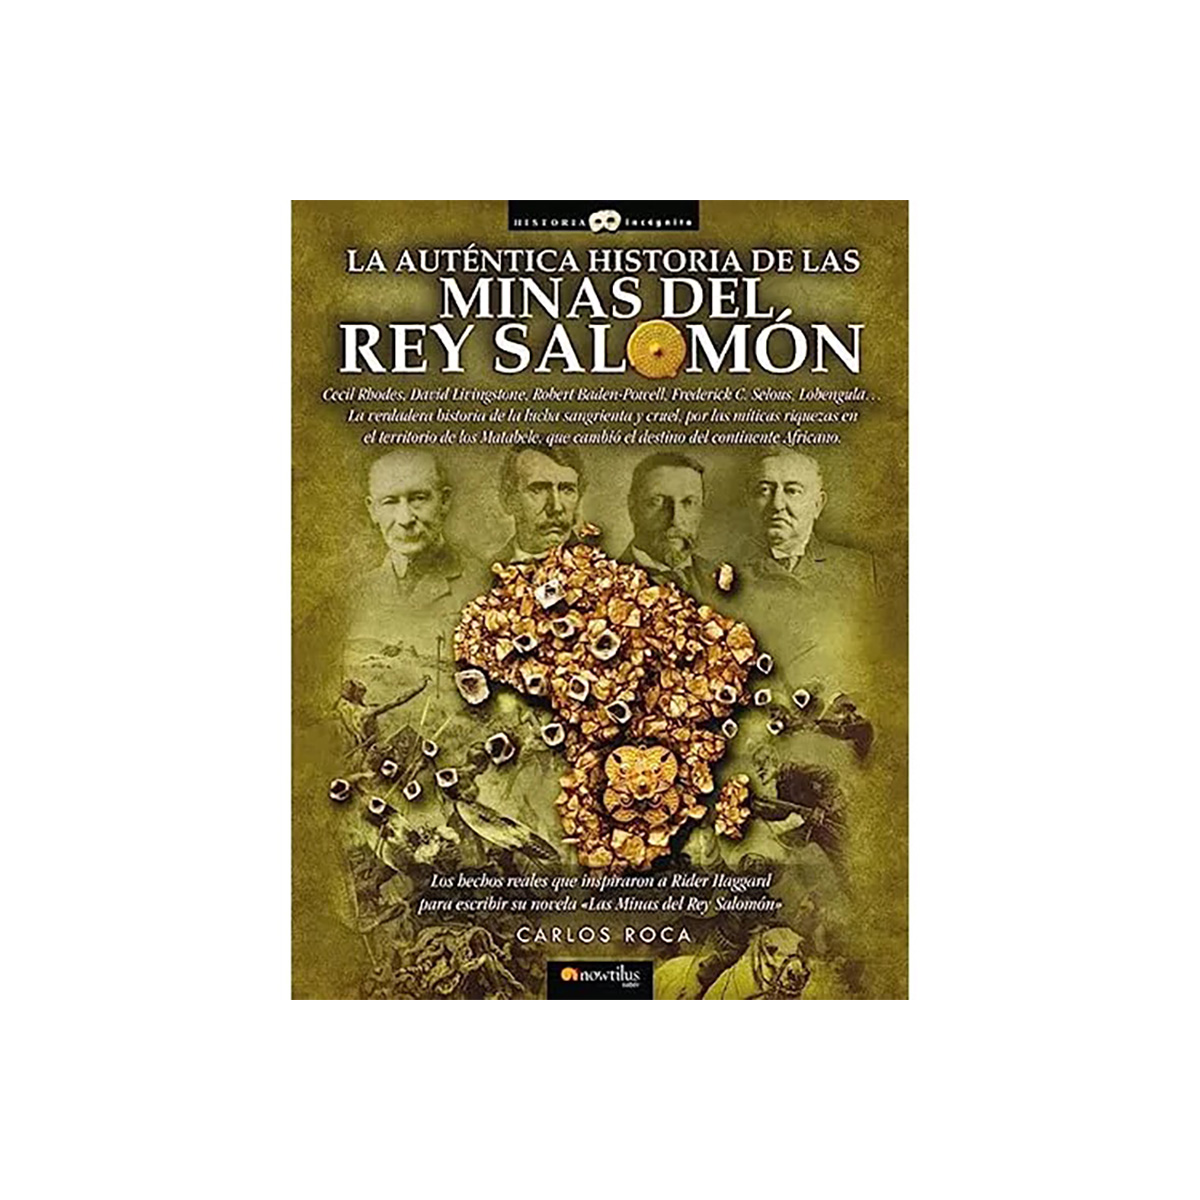 HISTORIA incógnita
LA AUTÉNTICA HISTORIA DE LAS
MINAS DEL
REY SALOMÓN
Cecil Rhodes, David Livingstone, Robert Baden-Powell, Frederick C. Selous, Lobengula…
La verdadera historia de la lucha sangrienta y cruel, por las míticas riquezas en
el territorio de los Matabele, que cambió el destino del continente Africano.
Los hechos reales que inspiraron a Rider Haggard
para escribir su novela «Las Minas del Rey Salomón»
CARLOS ROCA
nowtilus
saber